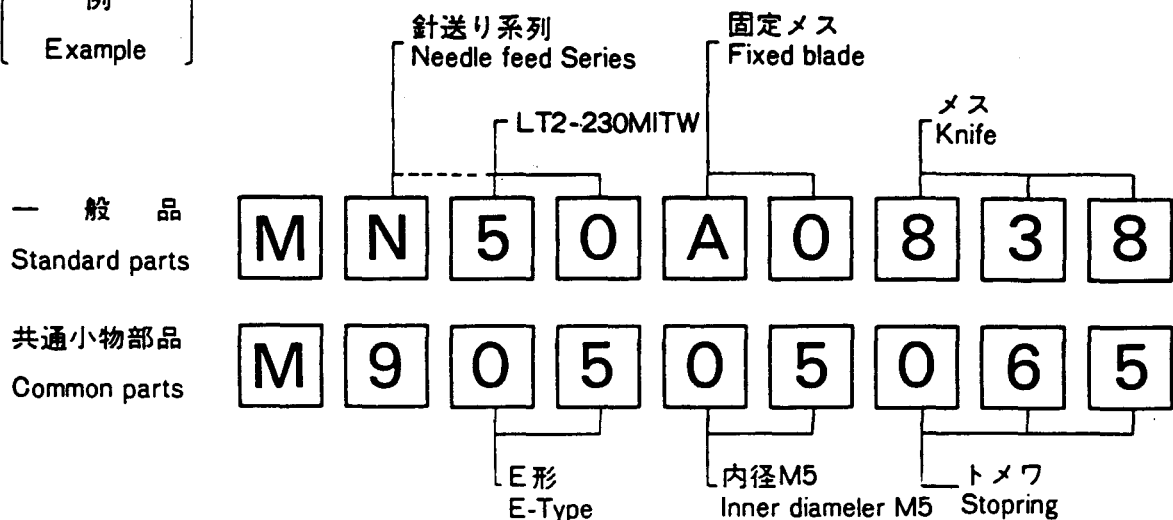 例
Example
針送り系列
Needle feed Series
固定メス
Fixed blade
LT2-230MITW
メス
Knife
一般品
Standard parts
M N 5 0 A 0 8 3 8
共通小物部品
Common parts
M 9 0 5 0 5 0 6 5
E形
E-Type
内径M5
Inner diameler M5
トメワ
Stopring